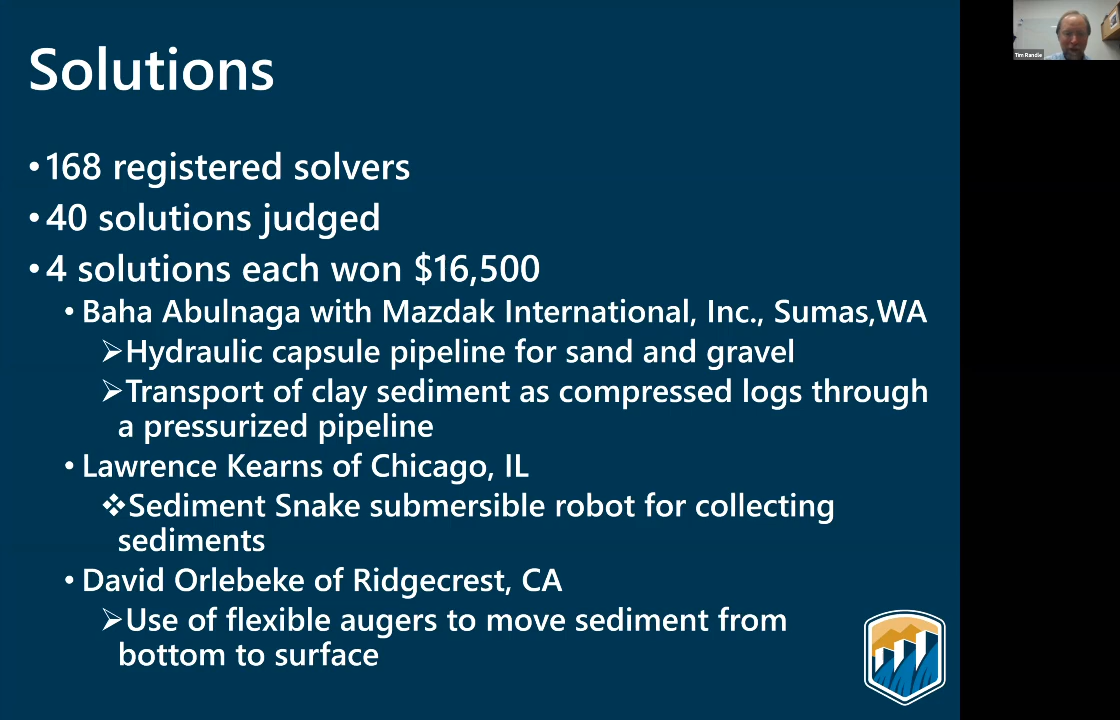 Solutions
•168 registered solvers
•40 solutions judged
•4 solutions each won $16,500
•Baha Abulnaga with Mazdak International, Inc., Sumas,WA
➢Hydraulic capsule pipeline for sand and gravel
➢Transport of clay sediment as compressed logs through
a pressurized pipeline
•Lawrence Kearns of Chicago, IL
❖Sediment Snake submersible robot for collecting
sediments
•David Orlebeke of Ridgecrest, CA
➢Use of flexible augers to move sediment from
bottom to surface
Tim Randle